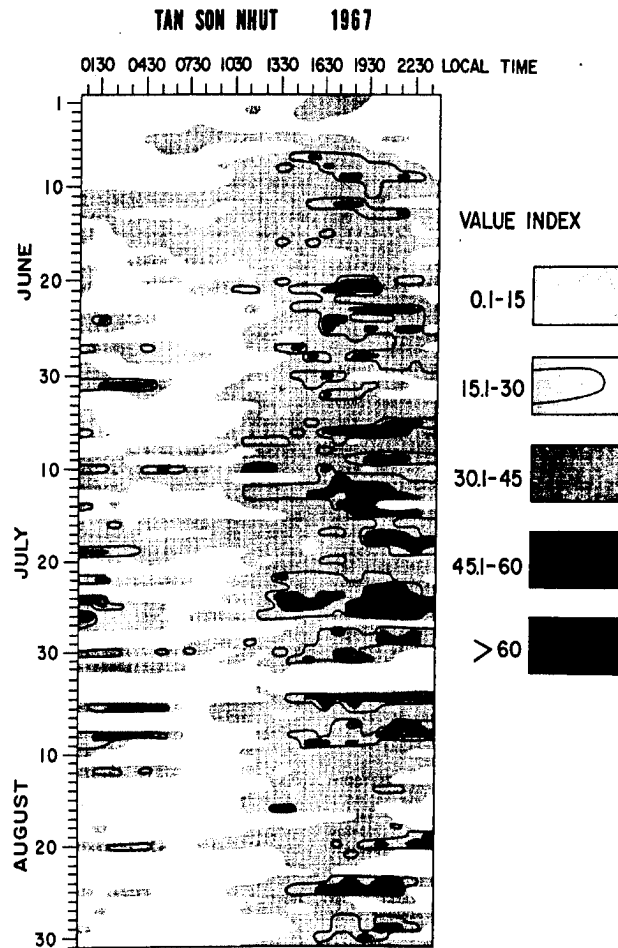 TAN SON NHUT 1967
0130 0430 0730 1030 1330 1630 1930 2230 LOCAL TIME
1
10
JUNE
20
30
10
JULY
20
30
10
AUGUST
20
30
VALUE INDEX
0.1-15
15.1-30
30.1-45
45.1-60
>60